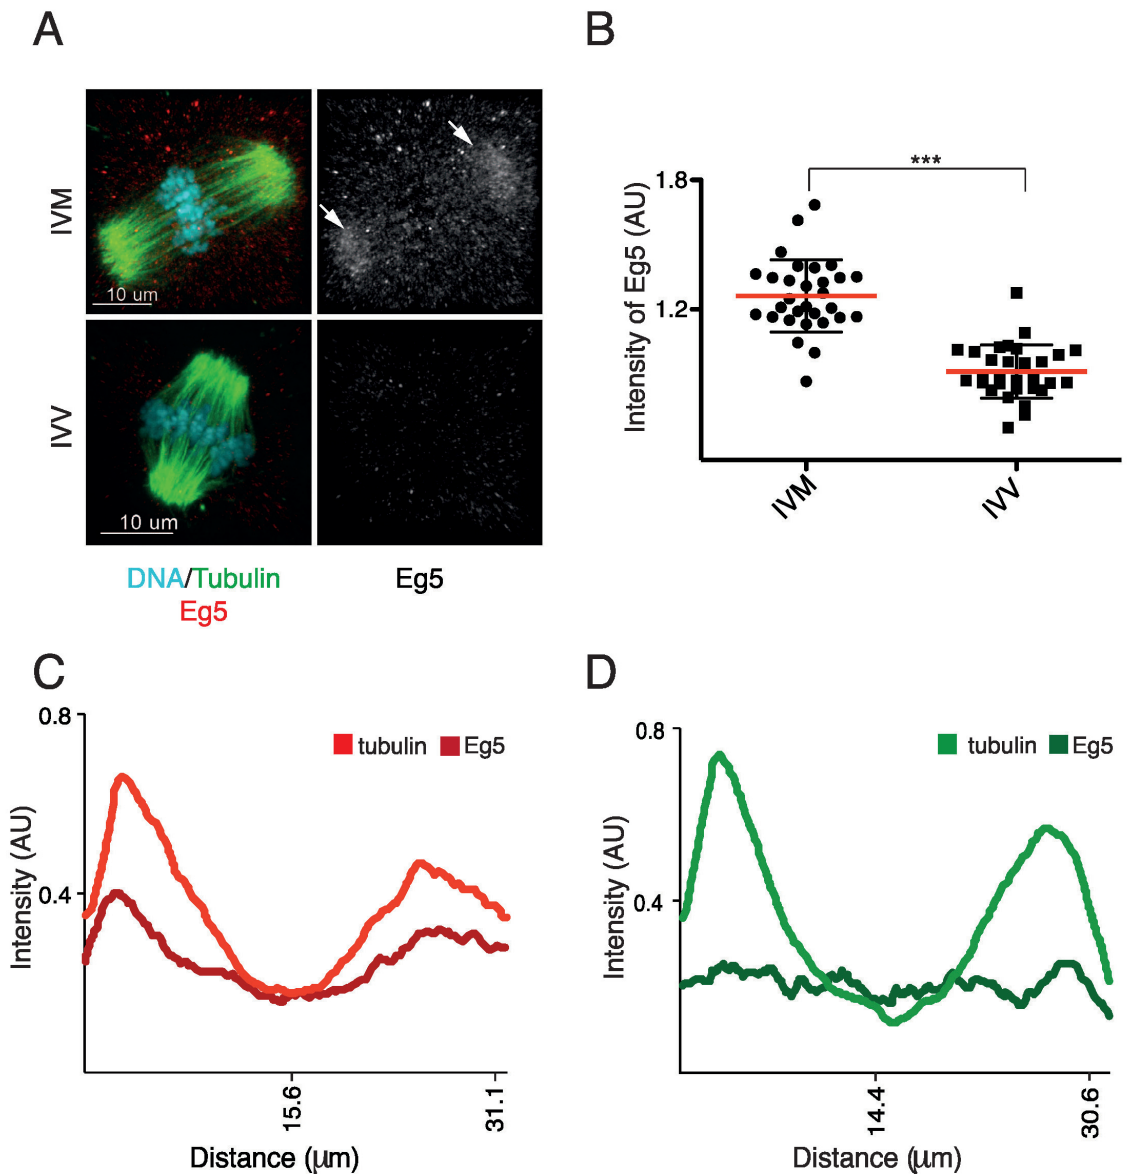 A
B
IVM
10 um
IVV
10 um
DNA/Tubulin
Eg5
Eg5
***
1.8
1.2
Intensity of Eg5 (AU)
IVM
IVV
C
D
0.8
0.4
tubulin
Eg5
Intensity (AU)
15.6
31.1
Distance (μm)
0.8
0.4
tubulin
Eg5
Intensity (AU)
14.4
30.6
Distance (μm)